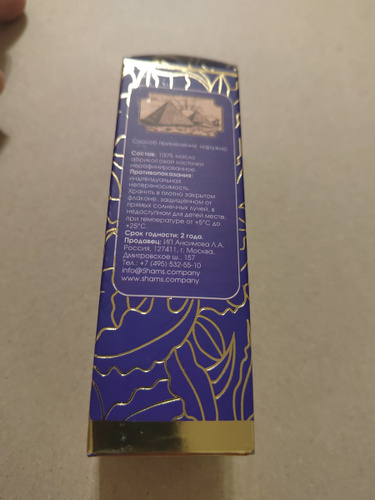 Способ применения: наружно.
Состав: 100% масло
абрикосовой косточки
нерафинированное.
Противопоказания:
индивидуальная
непереносимость.
Хранить в плотно закрытом
флаконе, защищенном от
прямых солнечных лучей, в
недоступном для детей месте,
при температуре от +5°C до
+25°C.
Срок годности: 2 года.
Продавец: ИП Анисимова Л.А.
Россия, 127411, г. Москва,
Дмитровское ш., 157
Тел.: +7 (495) 532-55-10
info@Shams.company
www.shams.company